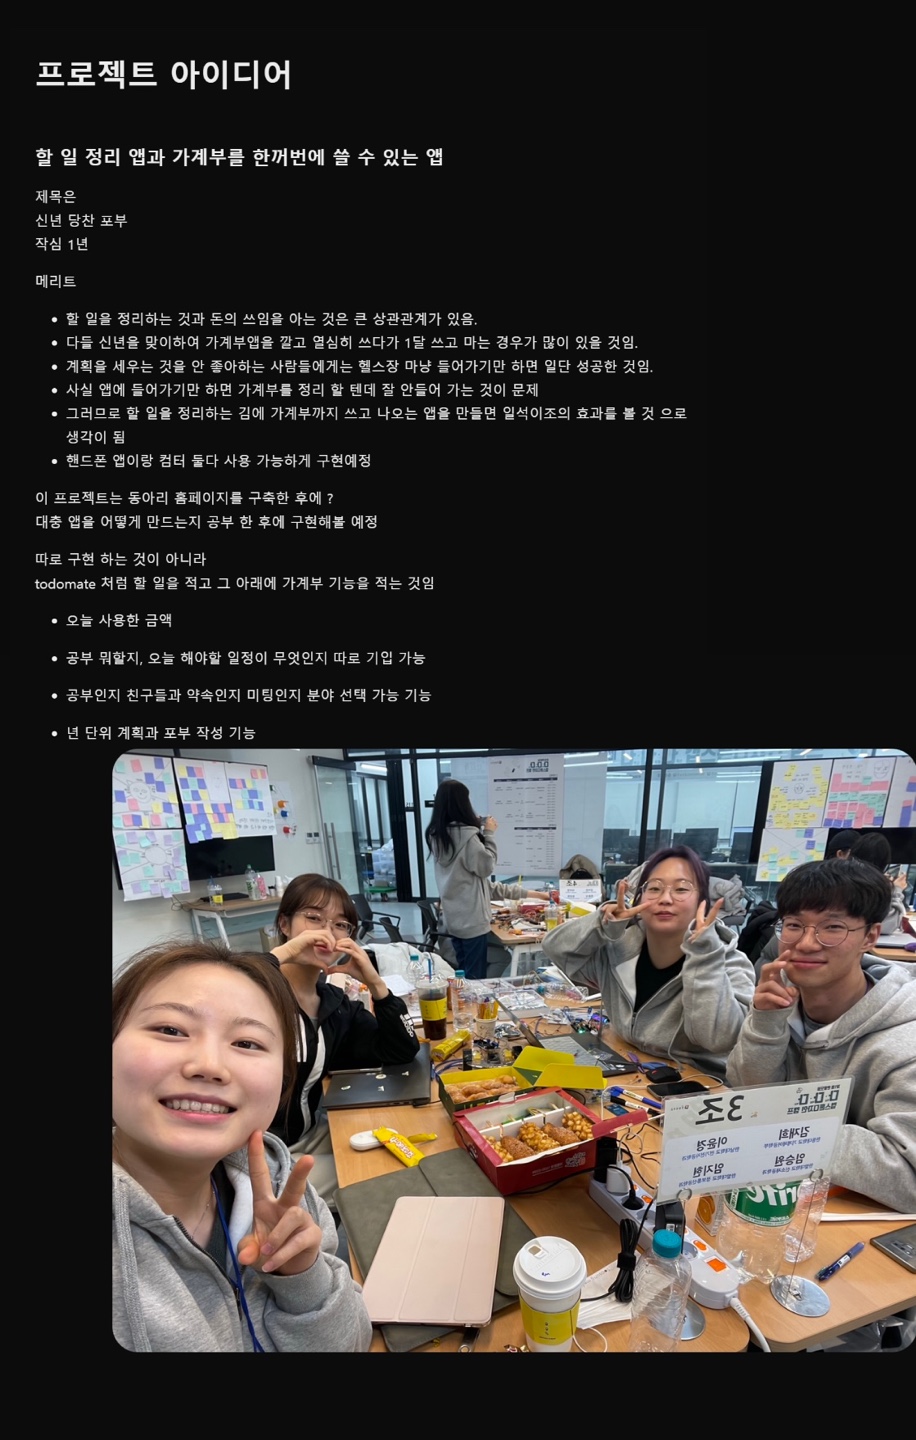 프로젝트 아이디어
할 일 정리 앱과 가계부를 한꺼번에 쓸 수 있는 앱
제목은
신년 당찬 포부
작심 1년
메리트
할 일을 정리하는 것과 돈의 쓰임을 아는 것은 큰 상관관계가 있음.
다들 신년을 맞이하여 가계부앱을 깔고 열심히 쓰다가 1달 쓰고 마는 경우가 많이 있을 것임.
계획을 세우는 것을 안 좋아하는 사람들에게는 헬스장 마냥 들어가기만 하면 일단 성공한 것임.
사실 앱에 들어가기만 하면 가계부를 정리 할 텐데 잘 안들어 가는 것이 문제
그러므로 할 일을 정리하는 김에 가계부까지 쓰고 나오는 앱을 만들면 일석이조의 효과를 볼 것 으로
생각이 됨
핸드폰 앱이랑 컴터 둘다 사용 가능하게 구현예정
이 프로젝트는 동아리 홈페이지를 구축한 후에 ?
대충 앱을 어떻게 만드는지 공부 한 후에 구현해볼 예정
따로 구현 하는 것이 아니라
todomate 처럼 할 일을 적고 그 아래에 가계부 기능을 적는 것임
오늘 사용한 금액
공부 뭐할지, 오늘 해야할 일정이 무엇인지 따로 기입 가능
공부인지 친구들과 약속인지 미팅인지 분야 선택 가능 기능
년 단위 계획과 포부 작성 기능
3조
D.D.D.
캡스톤디자인 캠프
이윤경
김재희
임지현
임승원